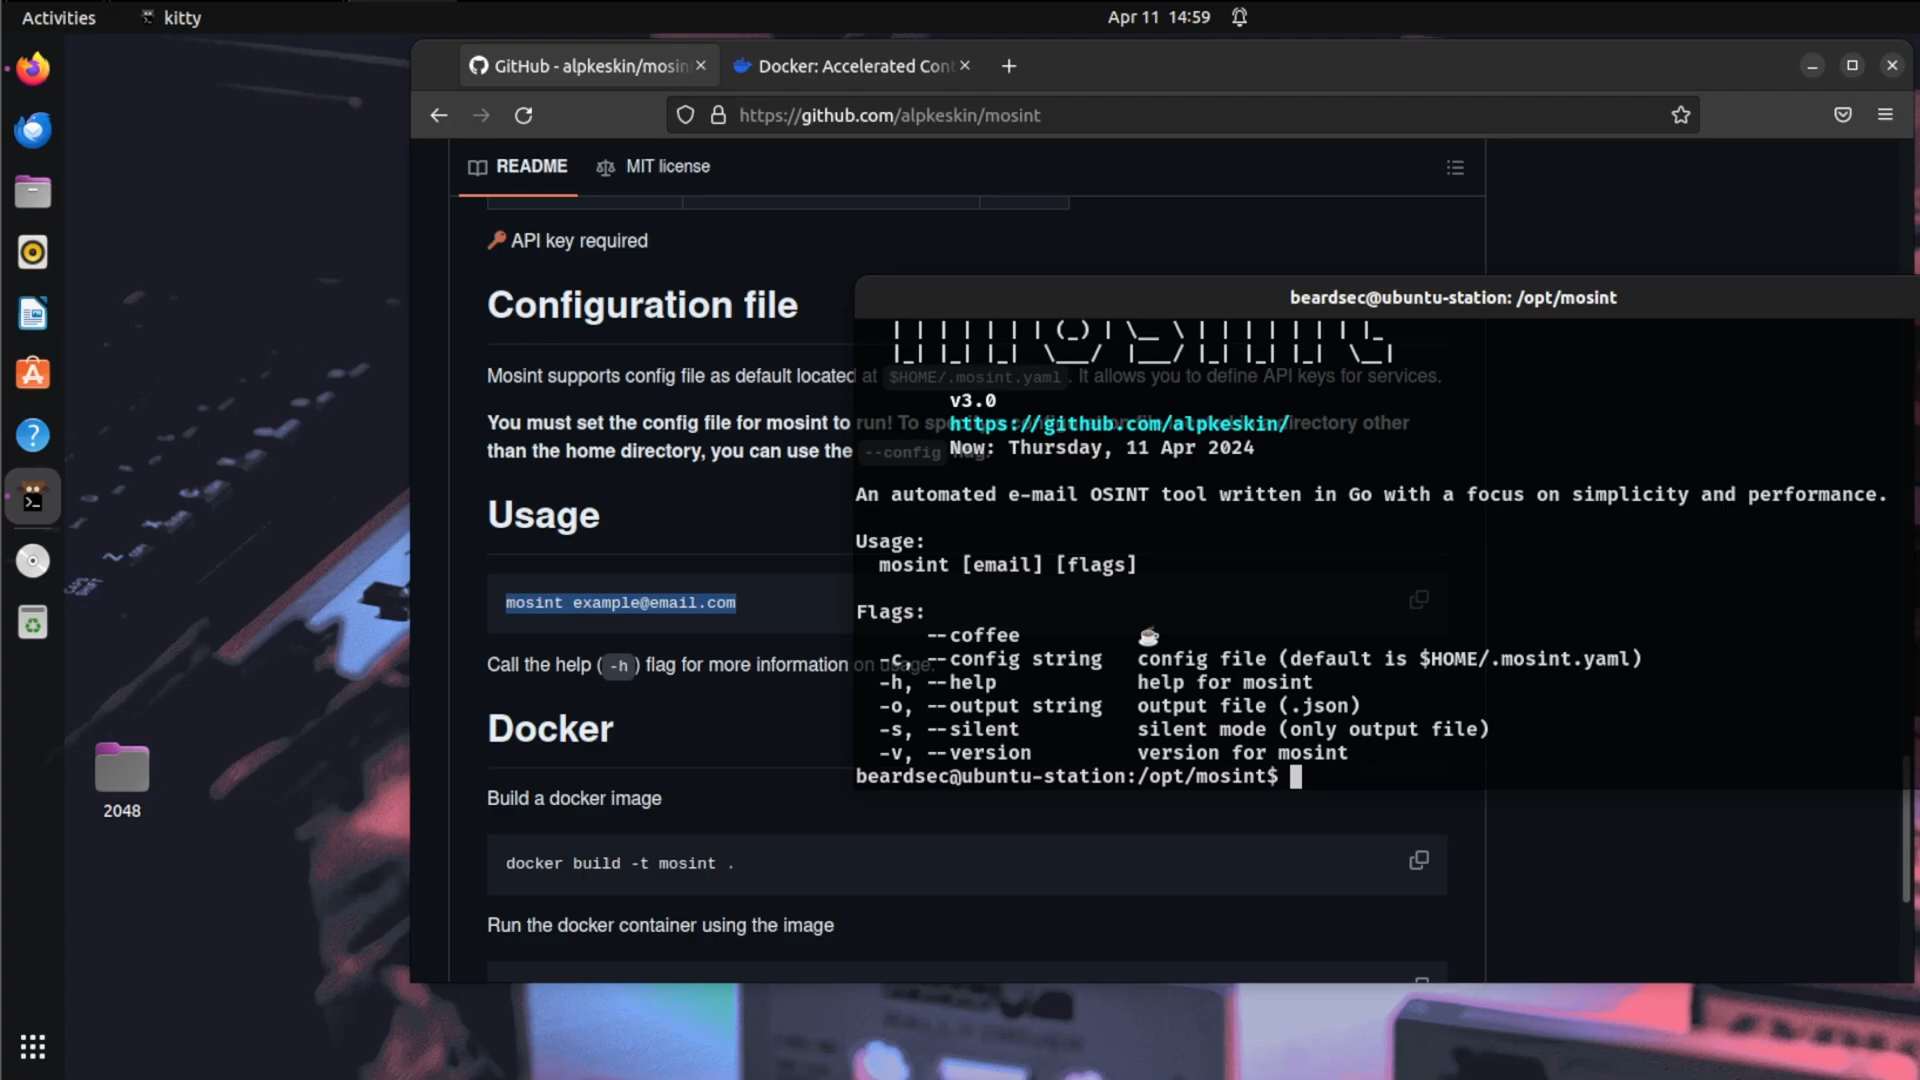 Activities
kitty
Apr 11 14:59
GitHub - alpkeskin/mosin
Docker: Accelerated Cont
https://github.com/alpkeskin/mosint
README
MIT license
API key required
Configuration file
Mosint supports config file as default located at $HOME/.mosint.yaml. It allows you to define API keys for services.
You must set the config file for mosint to run! To
directory other
than the home directory, you can use the --config
Usage
mosint example@email.com
Call the help (-h) flag for more information on usage.
Docker
Build a docker image
docker build -t mosint .
Run the docker container using the image
beardsec@ubuntu-station: /opt/mosint
v3.0
https://github.com/alpkeskin/
Now: Thursday, 11 Apr 2024
An automated e-mail OSINT tool written in Go with a focus on simplicity and performance.
Usage:
mosint [email] [flags]
Flags:
--coffee ☕
-c, --config string config file (default is $HOME/.mosint.yaml)
-h, --help help for mosint
-o, --output string output file (.json)
-s, --silent silent mode (only output file)
-v, --version version for mosint
beardsec@ubuntu-station:/opt/mosint$
2048